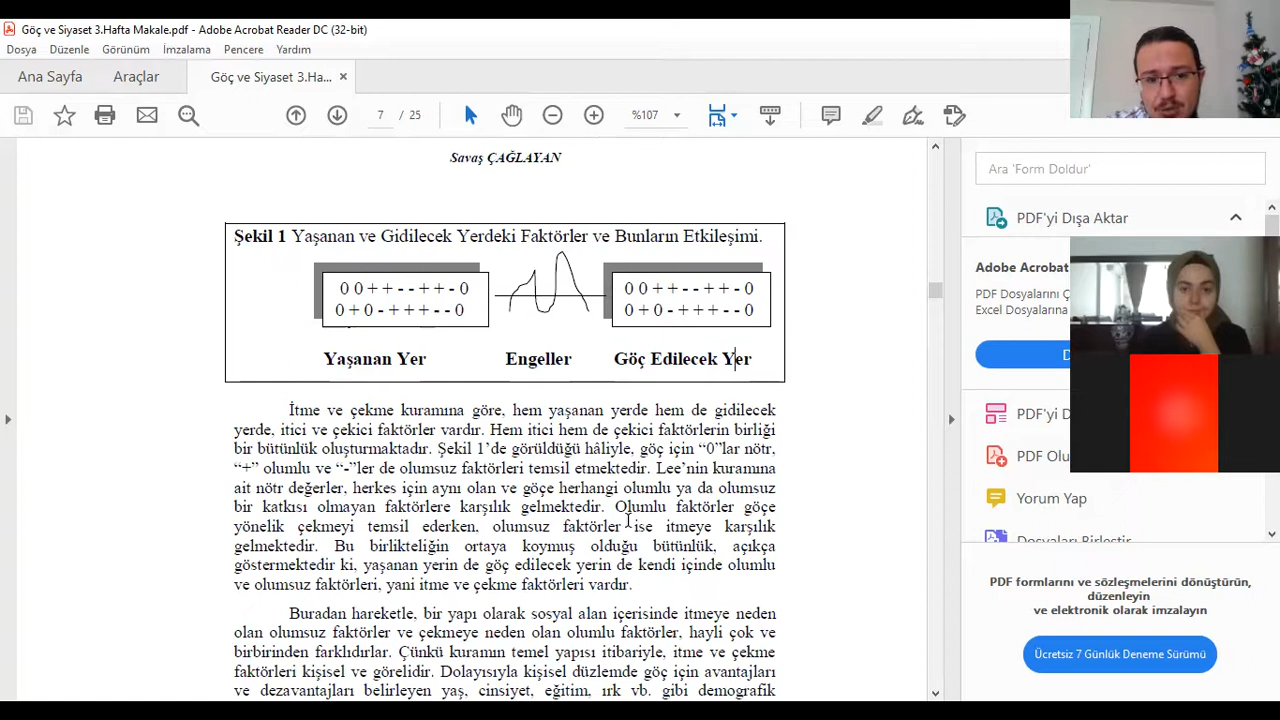 Göç ve Siyaset 3.Hafta Makale.pdf - Adobe Acrobat Reader DC (32-bit)
Dosya Düzenle Görünüm İmzalama Pencere Yardım
Ana Sayfa Araçlar Göç ve Siyaset 3.Ha... ×
7 / 25 %107
Savaş ÇAĞLAYAN
Şekil 1 Yaşanan ve Gidilecek Yerdeki Faktörler ve Bunların Etkileşimi.
0 0 + + - - + + - 0
0 + 0 - + + + - - 0
0 0 + + - - + + - 0
0 + 0 - + + + - - 0
Yaşanan Yer Engeller Göç Edilecek Yer
İtme ve çekme kuramına göre, hem yaşanan yerde hem de gidilecek
yerde, itici ve çekici faktörler vardır. Hem itici hem de çekici faktörlerin birliği
bir bütünlük oluşturmaktadır. Şekil 1’de görüldüğü hâliyle, göç için “0”lar nötr,
“+” olumlu ve “-”ler de olumsuz faktörleri temsil etmektedir. Lee’nin kuramına
ait nötr değerler, herkes için aynı olan ve göçe herhangi olumlu ya da olumsuz
bir katkısı olmayan faktörlere karşılık gelmektedir. Olumlu faktörler göçe
yönelik çekmeyi temsil ederken, olumsuz faktörler ise itmeye karşılık
gelmektedir. Bu birlikteliğin ortaya koymuş olduğu bütünlük, açıkça
göstermektedir ki, yaşanan yerin de göç edilecek yerin de kendi içinde olumlu
ve olumsuz faktörleri, yani itme ve çekme faktörleri vardır.
Buradan hareketle, bir yapı olarak sosyal alan içerisinde itmeye neden
olan olumsuz faktörler ve çekmeye neden olan olumlu faktörler, hayli çok ve
birbirinden farklıdırlar. Çünkü kuramın temel yapısı itibariyle, itme ve çekme
faktörleri kişisel ve görelidir. Dolayısıyla kişisel düzlemde göç için avantajları
ve dezavantajları belirleyen yaş, cinsiyet, eğitim, ırk vb. gibi demografik
Ara 'Form Doldur'
PDF'yi Dışa Aktar
Adobe Acrobat
PDF Dosyalarını
Excel Dosyalarına
PDF'yi D
PDF Olu
Yorum Yap
Dosyaları Birleştir
PDF formlarını ve sözleşmelerini dönüştürün,
düzenleyin
ve elektronik olarak imzalayın
Ücretsiz 7 Günlük Deneme Sürümü